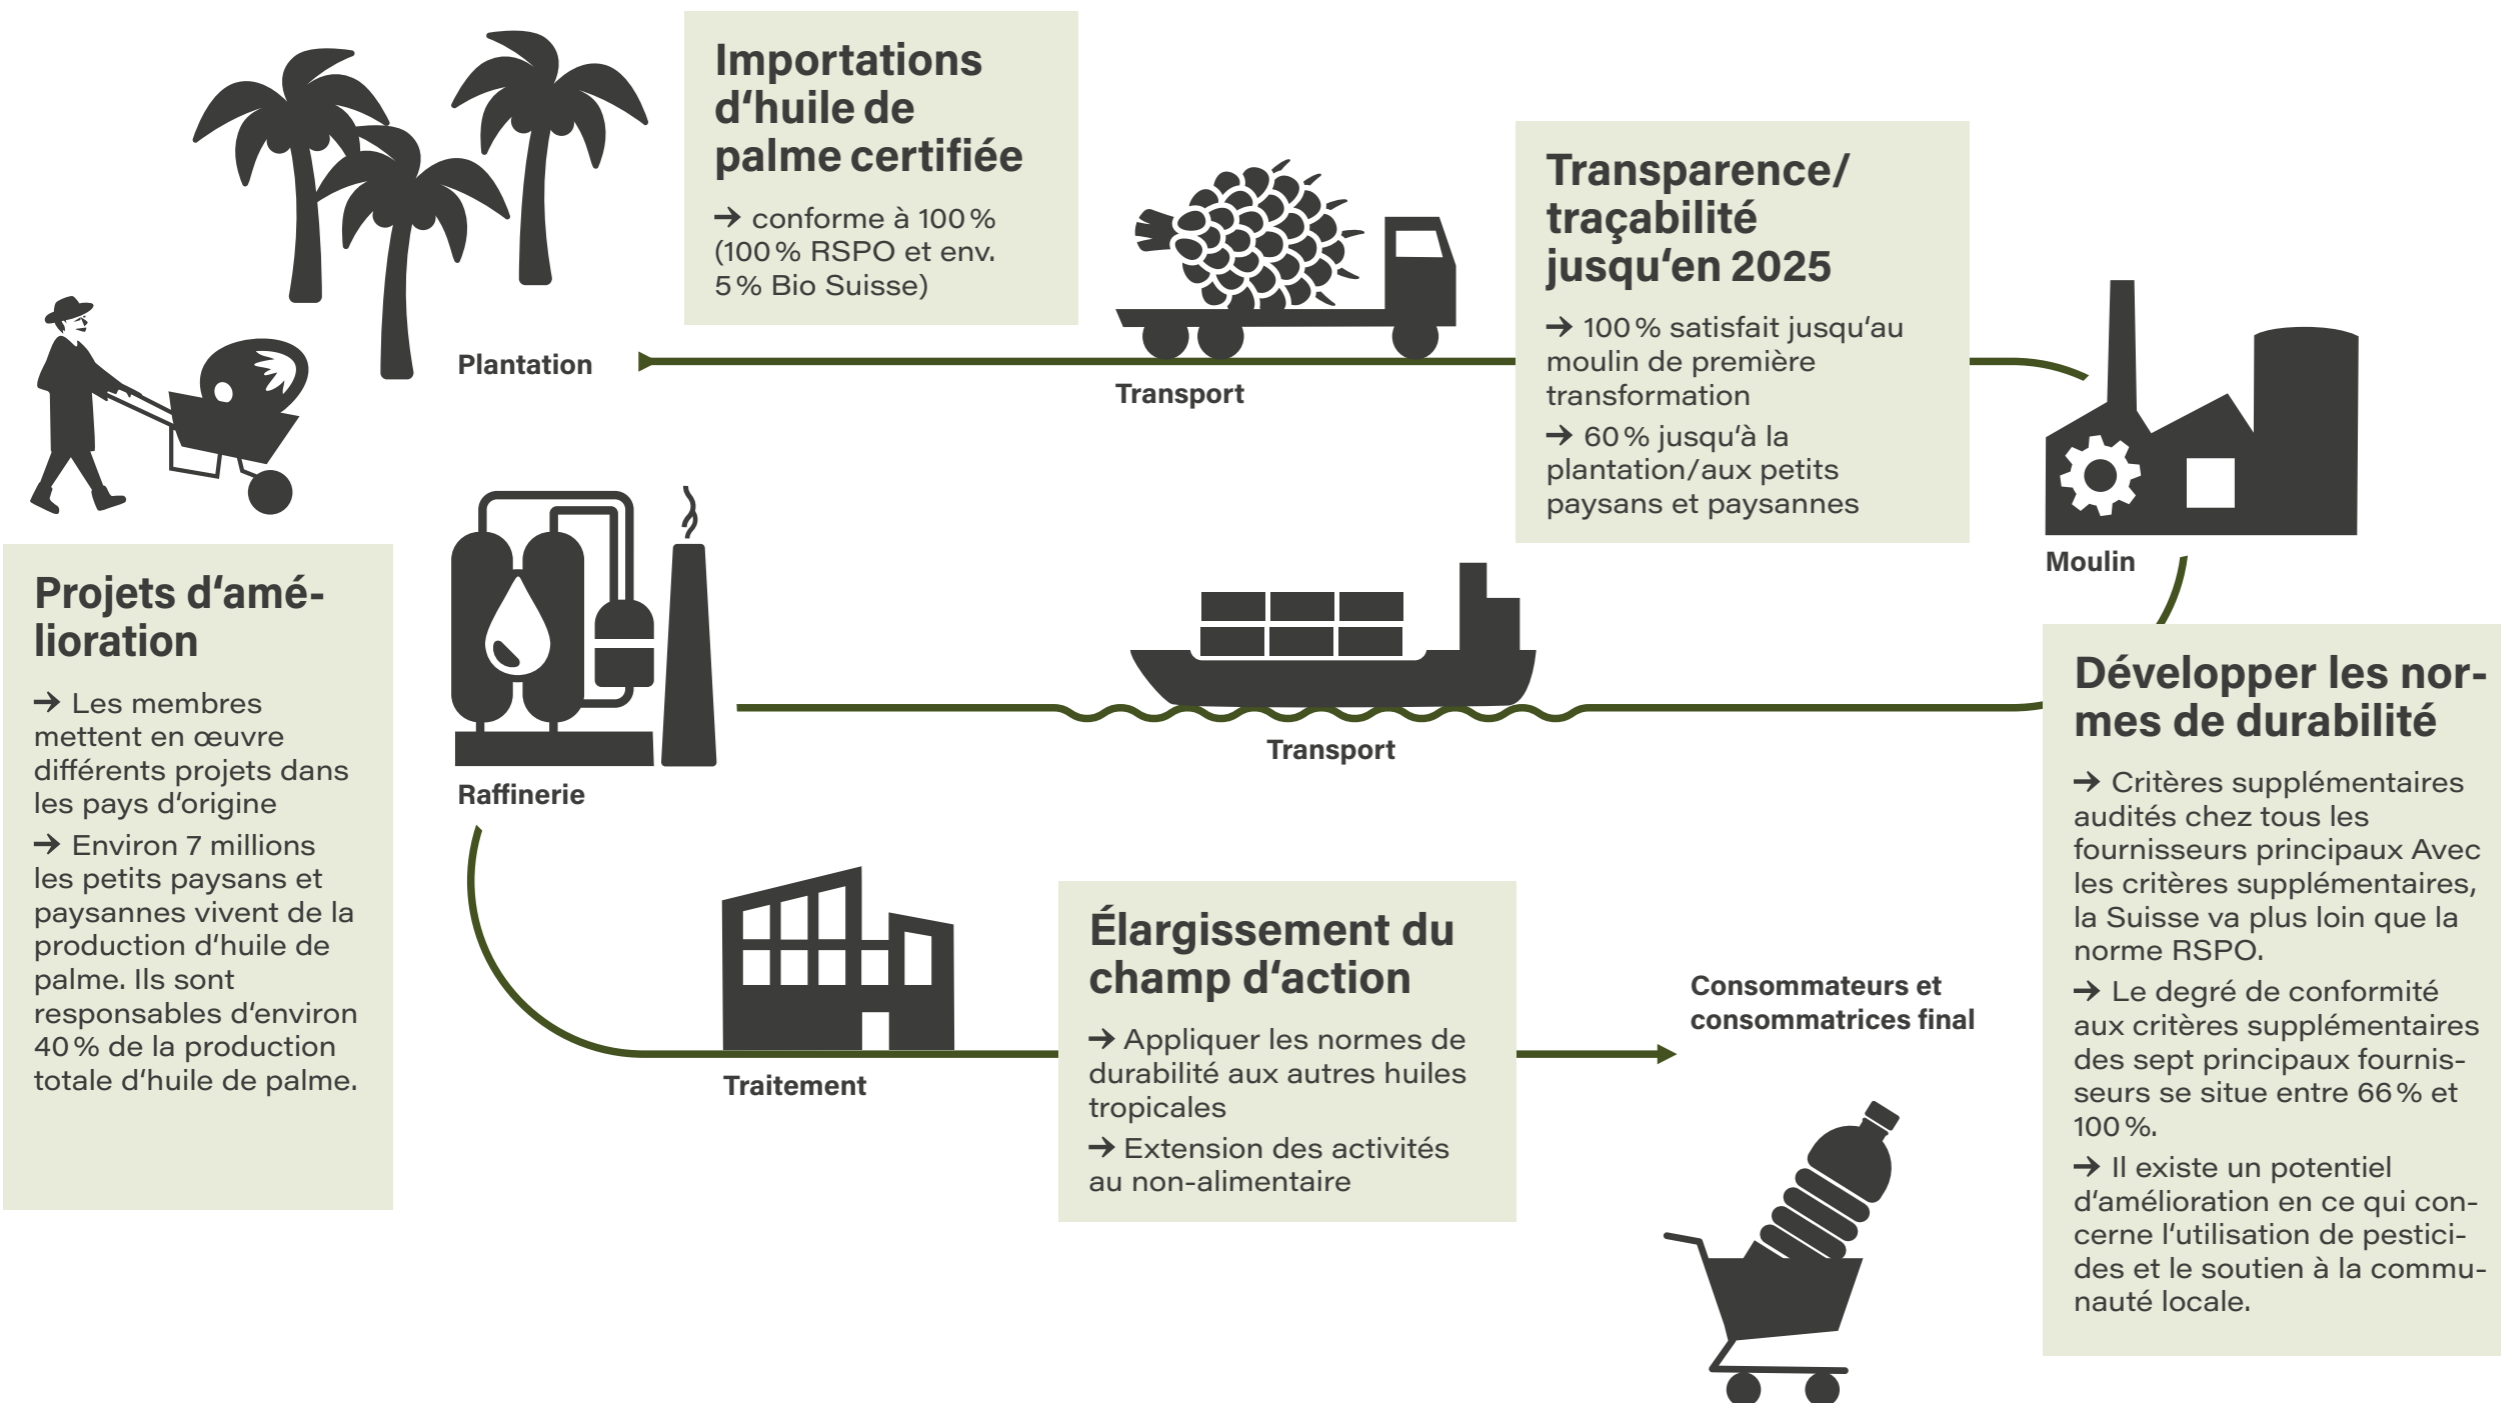 Importations
d‘huile de
palme certifiée
→ conforme à 100 %
(100 % RSPO et env.
5 % Bio Suisse)
Plantation
Transport
Transparence/
traçabilité
jusqu‘en 2025
→ 100 % satisfait jusqu‘au
moulin de première
transformation
→ 60 % jusqu‘à la
plantation/aux petits
paysans et paysannes
Moulin
Projets d‘amé-
lioration
→ Les membres
mettent en œuvre
différents projets dans
les pays d‘origine
→ Environ 7 millions
les petits paysans et
paysannes vivent de la
production d‘huile de
palme. Ils sont
responsables d‘environ
40 % de la production
totale d‘huile de palme.
Raffinerie
Transport
Développer les nor-
mes de durabilité
→ Critères supplémentaires
audités chez tous les
fournisseurs principaux Avec
les critères supplémentaires,
la Suisse va plus loin que la
norme RSPO.
→ Le degré de conformité
aux critères supplémentaires
des sept principaux fournis-
seurs se situe entre 66 % et
100 %.
→ Il existe un potentiel
d‘amélioration en ce qui con-
cerne l‘utilisation de pestici-
des et le soutien à la commu-
nauté locale.
Traitement
Élargissement du
champ d‘action
→ Appliquer les normes de
durabilité aux autres huiles
tropicales
→ Extension des activités
au non-alimentaire
Consommateurs et
consommatrices final